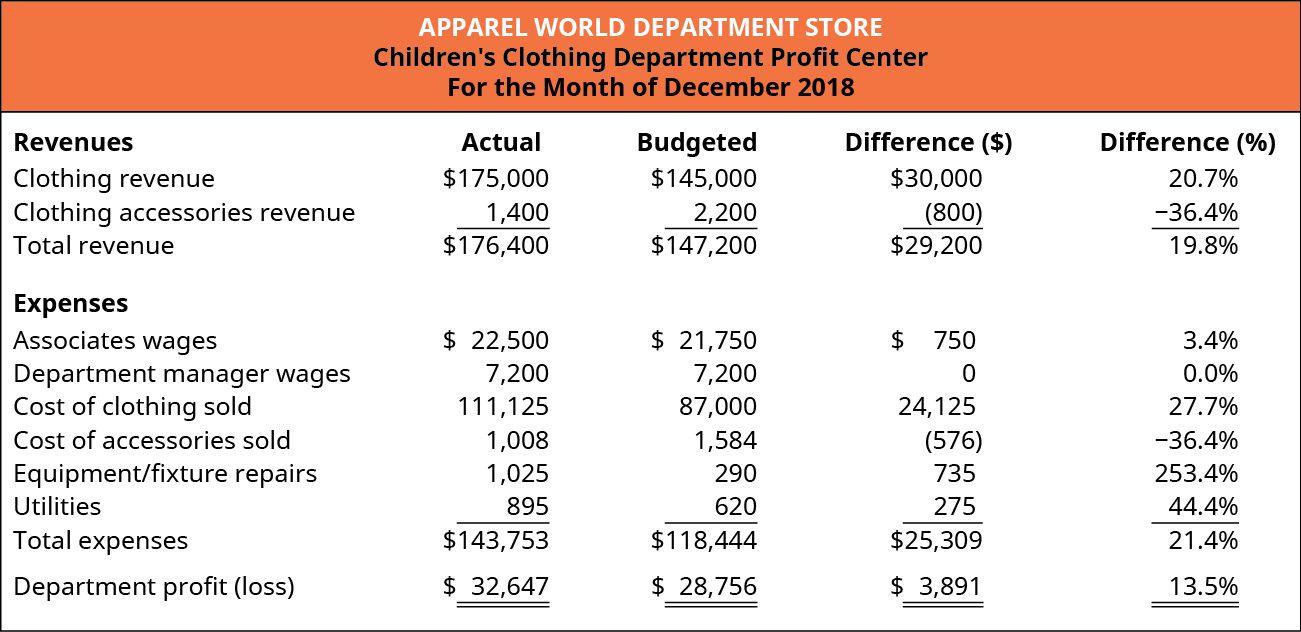 APPAREL WORLD DEPARTMENT STORE
Children's Clothing Department Profit Center
For the Month of December 2018
Revenues Actual Budgeted Difference ($) Difference (%)
Clothing revenue $175,000 $145,000 $30,000 20.7%
Clothing accessories revenue 1,400 2,200 (800) −36.4%
Total revenue $176,400 $147,200 $29,200 19.8%
Expenses
Associates wages $ 22,500 $ 21,750 $ 750 3.4%
Department manager wages 7,200 7,200 0 0.0%
Cost of clothing sold 111,125 87,000 24,125 27.7%
Cost of accessories sold 1,008 1,584 (576) −36.4%
Equipment/fixture repairs 1,025 290 735 253.4%
Utilities 895 620 275 44.4%
Total expenses $143,753 $118,444 $25,309 21.4%
Department profit (loss) $ 32,647 $ 28,756 $ 3,891 13.5%